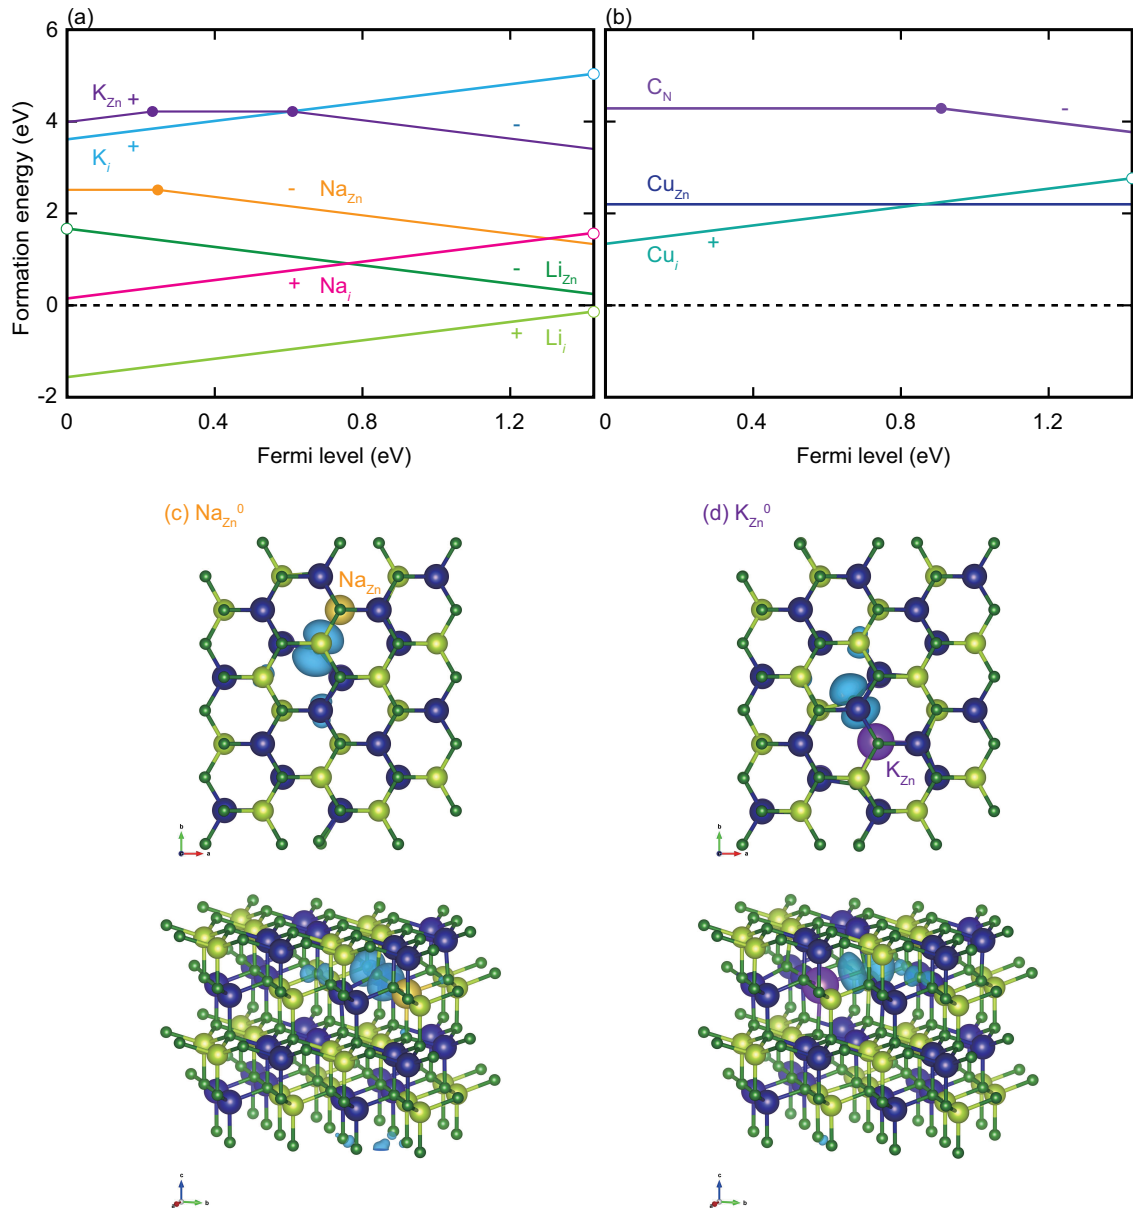 (a)
(b)
6
4
2
0
-2
Formation energy (eV)
K_Zn +
K_i +
- 
- Na_Zn
- Li_Zn
+ Na_i
+ Li_i
0 0.4 0.8 1.2
Fermi level (eV)
C_N -
Cu_Zn
Cu_i +
0 0.4 0.8 1.2
Fermi level (eV)
(c) Na_Zn^0
(d) K_Zn^0
Na_Zn
K_Zn
b
a
b
a
c
b
c
b